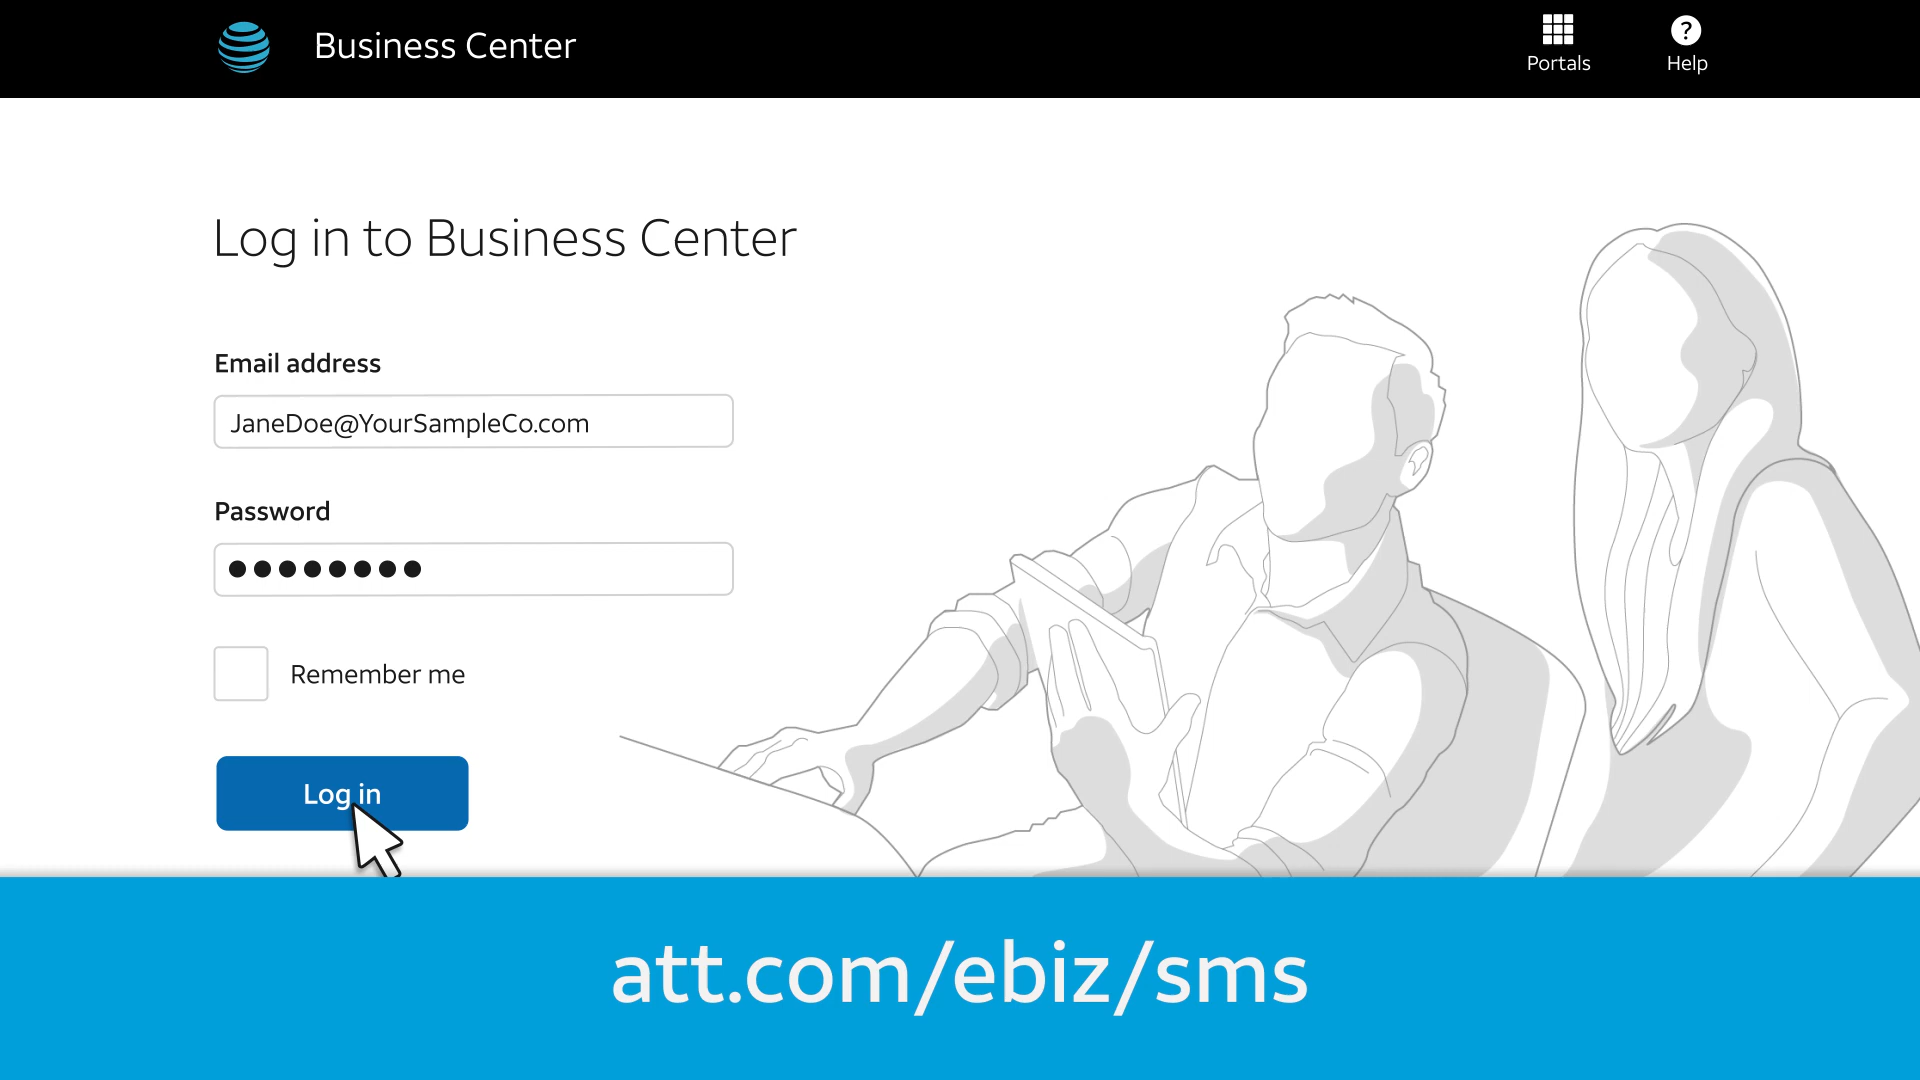 Business Center
Portals
? Help
Log in to Business Center
Email address
JaneDoe@YourSampleCo.com
Password
●●●●●●●●
Remember me
Log in
att.com/ebiz/sms